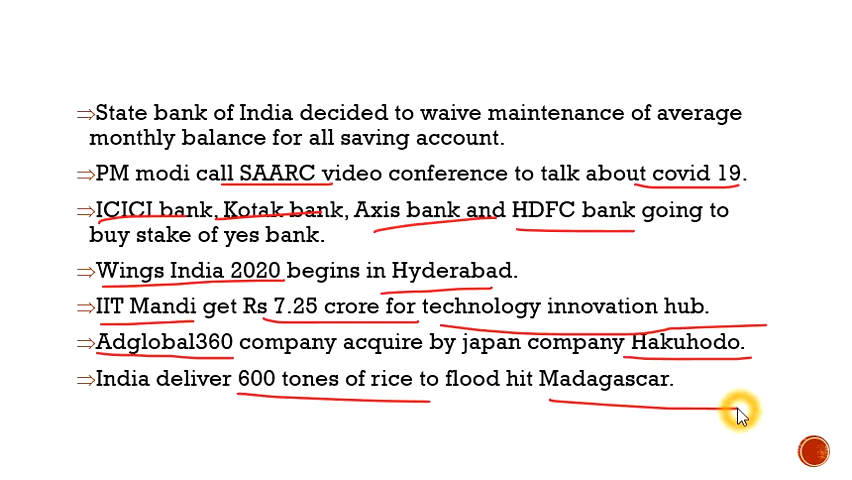 ⇒State bank of India decided to waive maintenance of average
monthly balance for all saving account.
⇒PM modi call SAARC video conference to talk about covid 19.
⇒ICICI bank, Kotak bank, Axis bank and HDFC bank going to
buy stake of yes bank.
⇒Wings India 2020 begins in Hyderabad.
⇒IIT Mandi get Rs 7.25 crore for technology innovation hub.
⇒Adglobal360 company acquire by japan company Hakuhodo.
⇒India deliver 600 tones of rice to flood hit Madagascar.